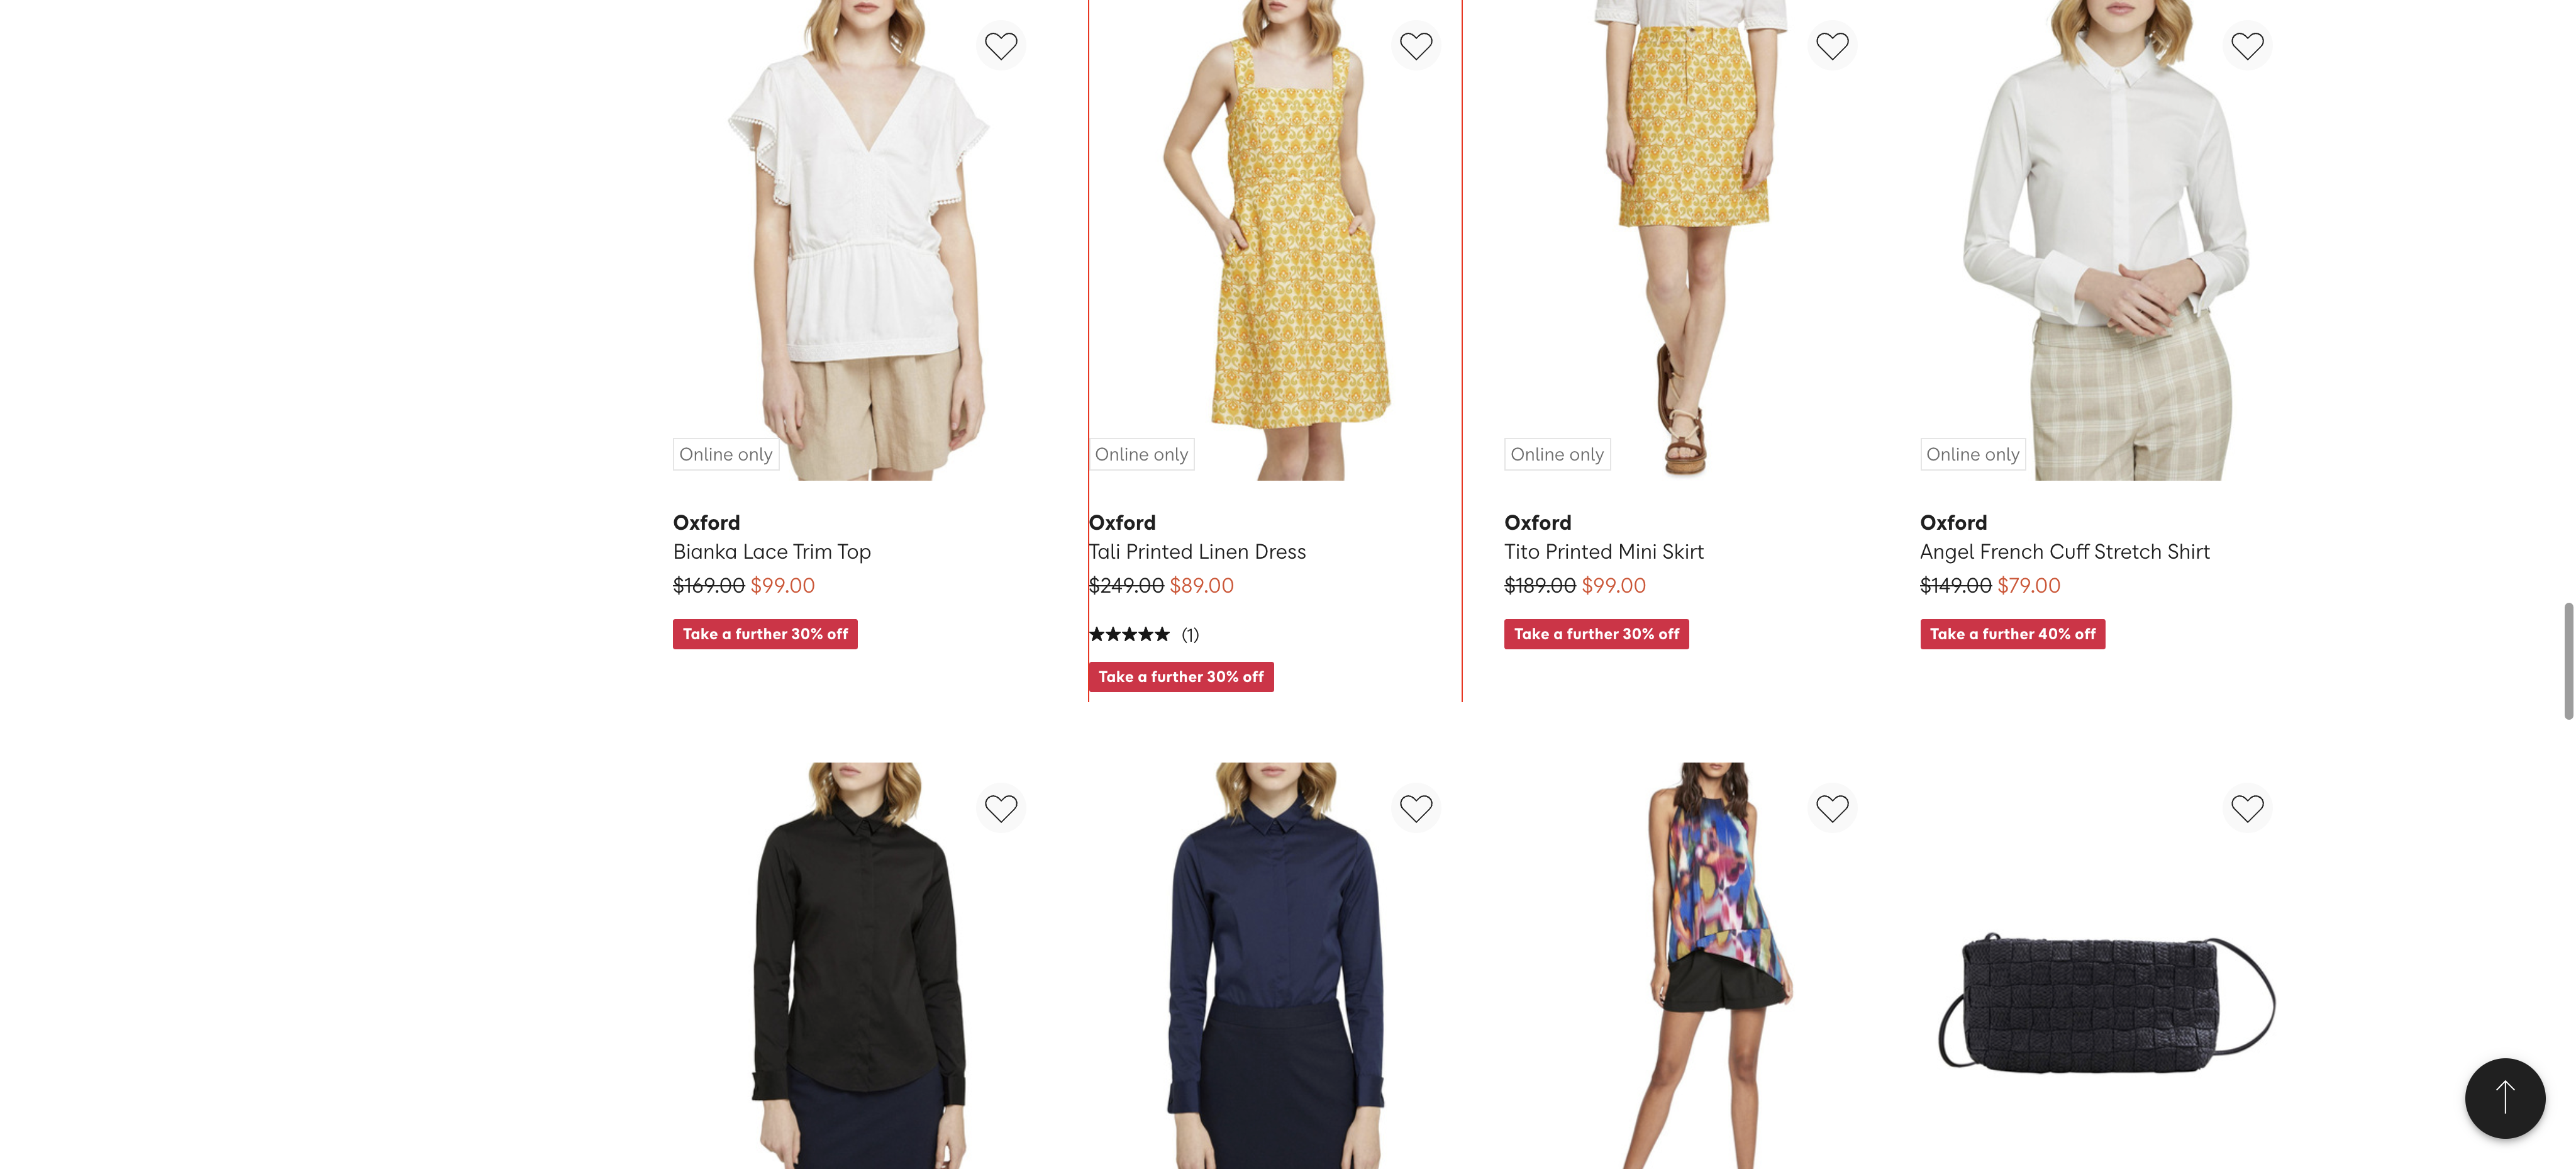 Online only
Online only
Online only
Online only
Oxford
Bianka Lace Trim Top
$169.00 $99.00
Take a further 30% off
Oxford
Tali Printed Linen Dress
$249.00 $89.00
★★★★★ (1)
Take a further 30% off
Oxford
Tito Printed Mini Skirt
$189.00 $99.00
Take a further 30% off
Oxford
Angel French Cuff Stretch Shirt
$149.00 $79.00
Take a further 40% off